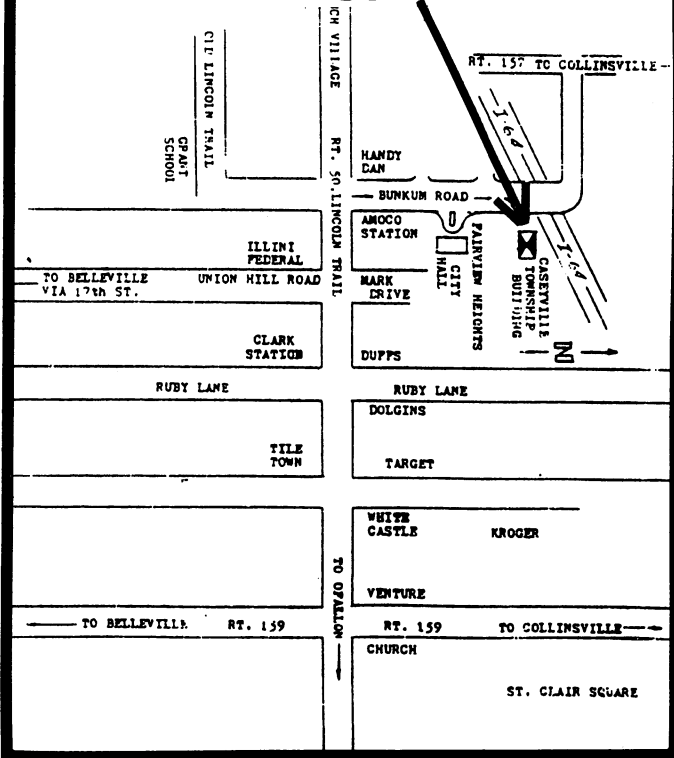 VILLAGE
RT. 50
LINCOLN TRAIL
LINCOLN TRAIL
GRANT
SCHOOL
RT. 157 TO COLLINSVILLE
I-64
HANDY
DAN
BUNKUM ROAD
AMOCO
STATION
ILLINI
FEDERAL
CITY
HALL
FAIRVIEW HEIGHTS
CASEYVILLE
TOWNSHIP
BUILDING
I-64
TO BELLEVILLE
VIA 17th ST.
UNION HILL ROAD
MARK
DRIVE
N
CLARK
STATION
DUFFS
RUBY LANE
RUBY LANE
DOLGINS
TILE
TOWN
TARGET
WHITE
CASTLE
KROGER
VENTURE
TO OFALLON
TO BELLEVILLE
RT. 159
RT. 159
TO COLLINSVILLE
CHURCH
ST. CLAIR SQUARE